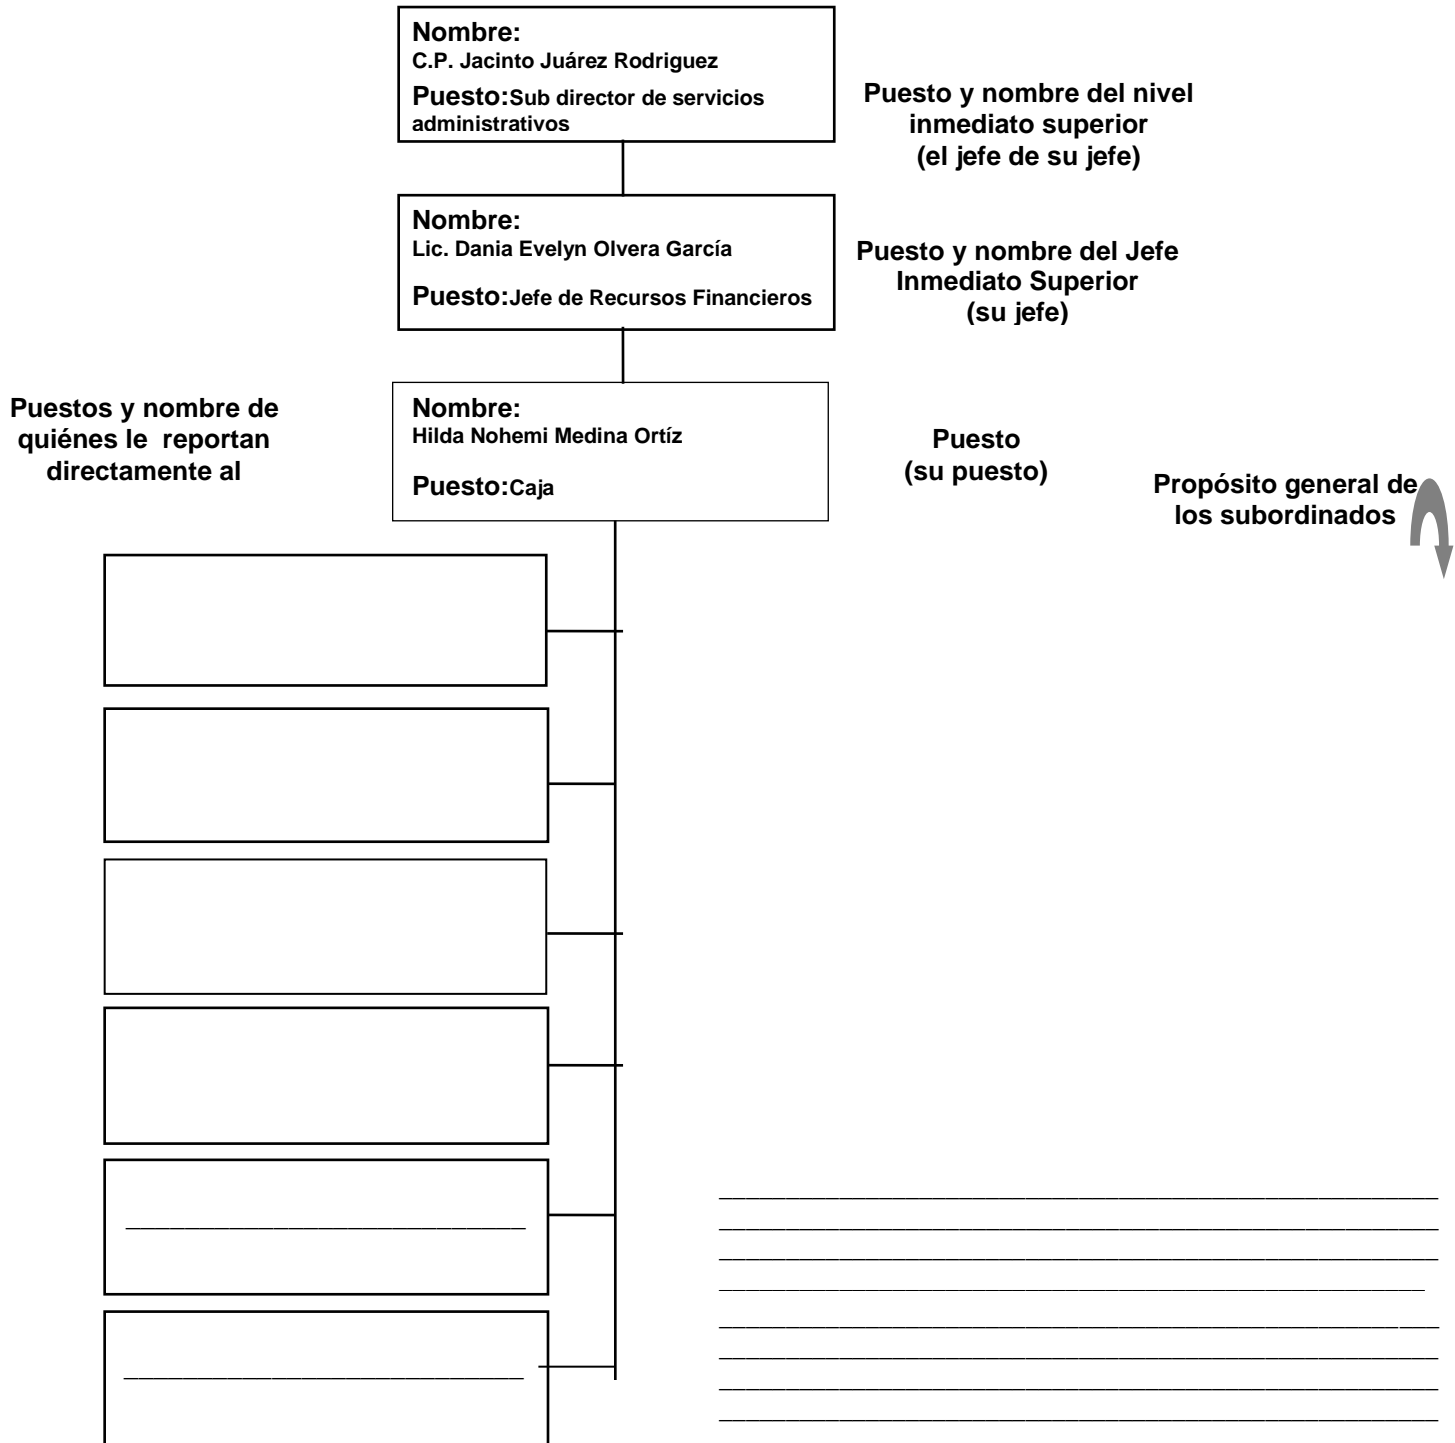 Nombre:
C.P. Jacinto Juárez Rodriguez
Puesto:Sub director de servicios
administrativos
Puesto y nombre del nivel
inmediato superior
(el jefe de su jefe)
Nombre:
Lic. Dania Evelyn Olvera García
Puesto:Jefe de Recursos Financieros
Puesto y nombre del Jefe
Inmediato Superior
(su jefe)
Puestos y nombre de
quiénes le reportan
directamente al
Nombre:
Hilda Nohemi Medina Ortíz
Puesto:Caja
Puesto
(su puesto)
Propósito general de
los subordinados